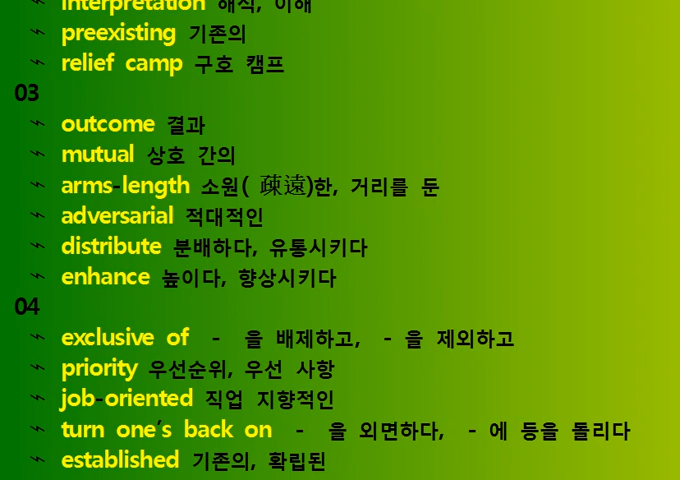 interpretation 해석, 이해
preexisting 기존의
relief camp 구호 캠프
03
outcome 결과
mutual 상호 간의
arms-length 소원( 疎遠)한, 거리를 둔
adversarial 적대적인
distribute 분배하다, 유통시키다
enhance 높이다, 향상시키다
04
exclusive of - 을 배제하고, - 을 제외하고
priority 우선순위, 우선 사항
job-oriented 직업 지향적인
turn one's back on - 을 외면하다, - 에 등을 돌리다
established 기존의, 확립된